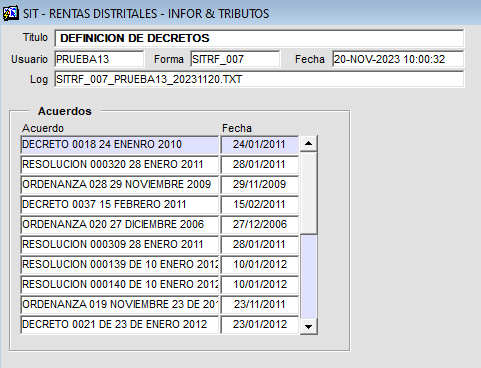 SIT - RENTAS DISTRITALES - INFOR & TRIBUTOS
Titulo DEFINICION DE DECRETOS
Usuario PRUEBA13 Forma SITRF_007 Fecha 20-NOV-2023 10:00:32
Log SITRF_007_PRUEBA13_20231120.TXT
Acuerdos
Acuerdo Fecha
DECRETO 0018 24 ENENRO 2010 24/01/2011
RESOLUCION 000320 28 ENERO 2011 28/01/2011
ORDENANZA 028 29 NOVIEMBRE 2009 29/11/2009
DECRETO 0037 15 FEBRERO 2011 15/02/2011
ORDENANZA 020 27 DICIEMBRE 2006 27/12/2006
RESOLUCION 000309 28 ENERO 2011 28/01/2011
RESOLUCION 000139 DE 10 ENERO 2012 10/01/2012
RESOLUCION 000140 DE 10 ENERO 2012 10/01/2012
ORDENANZA 019 NOVIEMBRE 23 DE 201 23/11/2011
DECRETO 0021 DE 23 DE ENERO 2012 23/01/2012